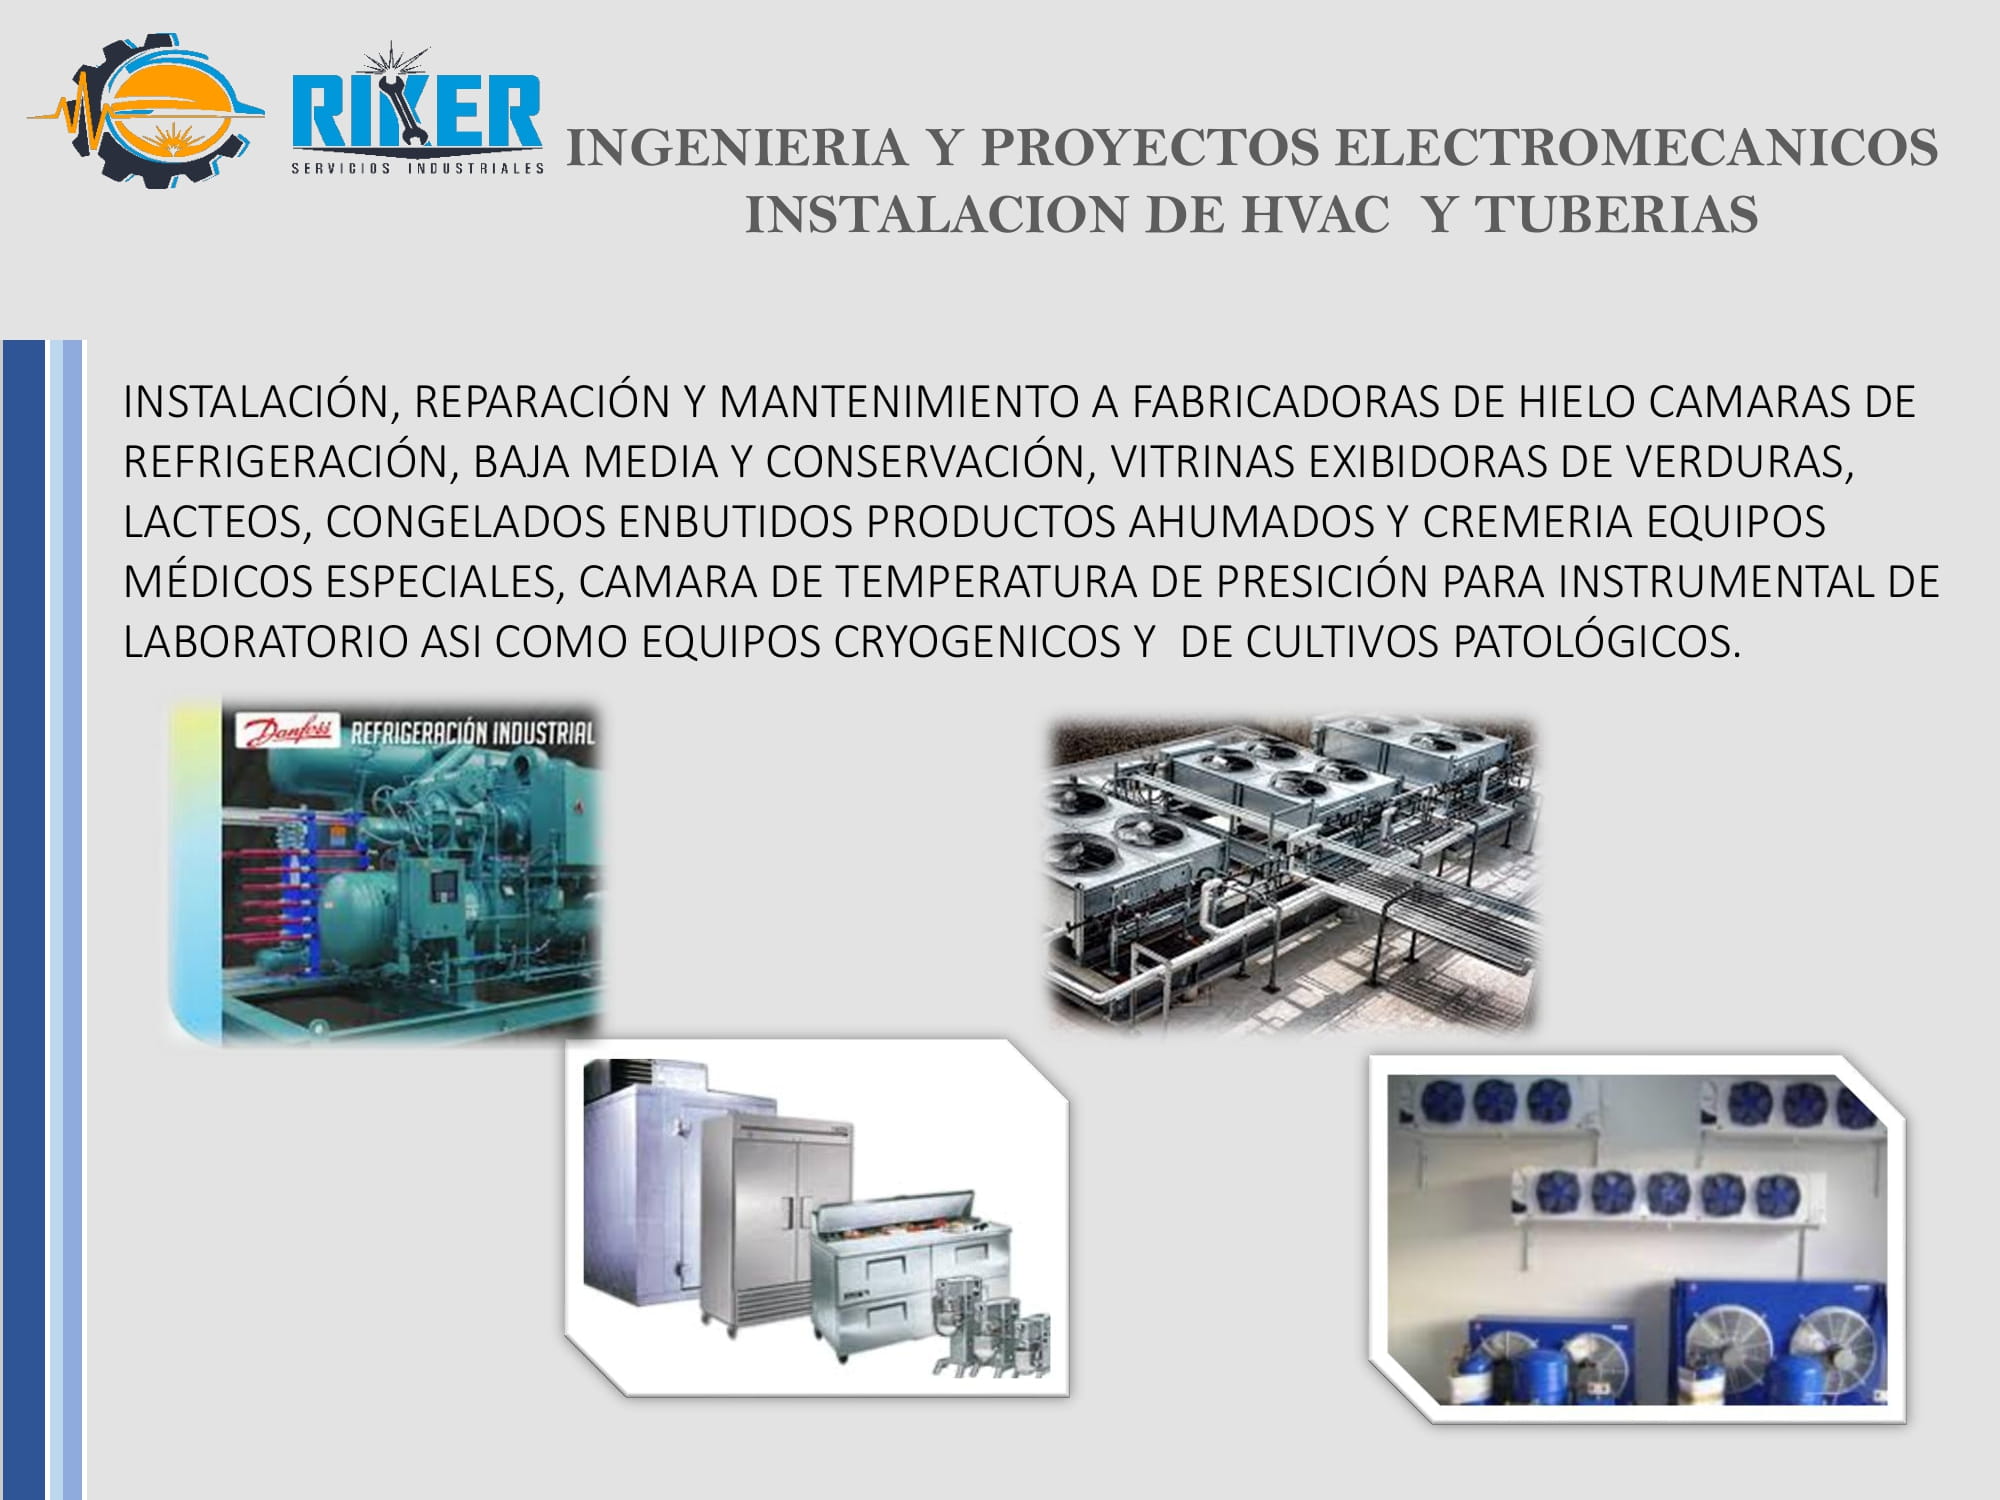 RIKER
SERVICIOS INDUSTRIALES
INGENIERIA Y PROYECTOS ELECTROMECANICOS
INSTALACION DE HVAC Y TUBERIAS
INSTALACIÓN, REPARACIÓN Y MANTENIMIENTO A FABRICADORAS DE HIELO CAMARAS DE
REFRIGERACIÓN, BAJA MEDIA Y CONSERVACIÓN, VITRINAS EXIBIDORAS DE VERDURAS,
LACTEOS, CONGELADOS ENBUTIDOS PRODUCTOS AHUMADOS Y CREMERIA EQUIPOS
MÉDICOS ESPECIALES, CAMARA DE TEMPERATURA DE PRESICIÓN PARA INSTRUMENTAL DE
LABORATORIO ASI COMO EQUIPOS CRYOGENICOS Y DE CULTIVOS PATOLÓGICOS.
Danfoss REFRIGERACIÓN INDUSTRIAL